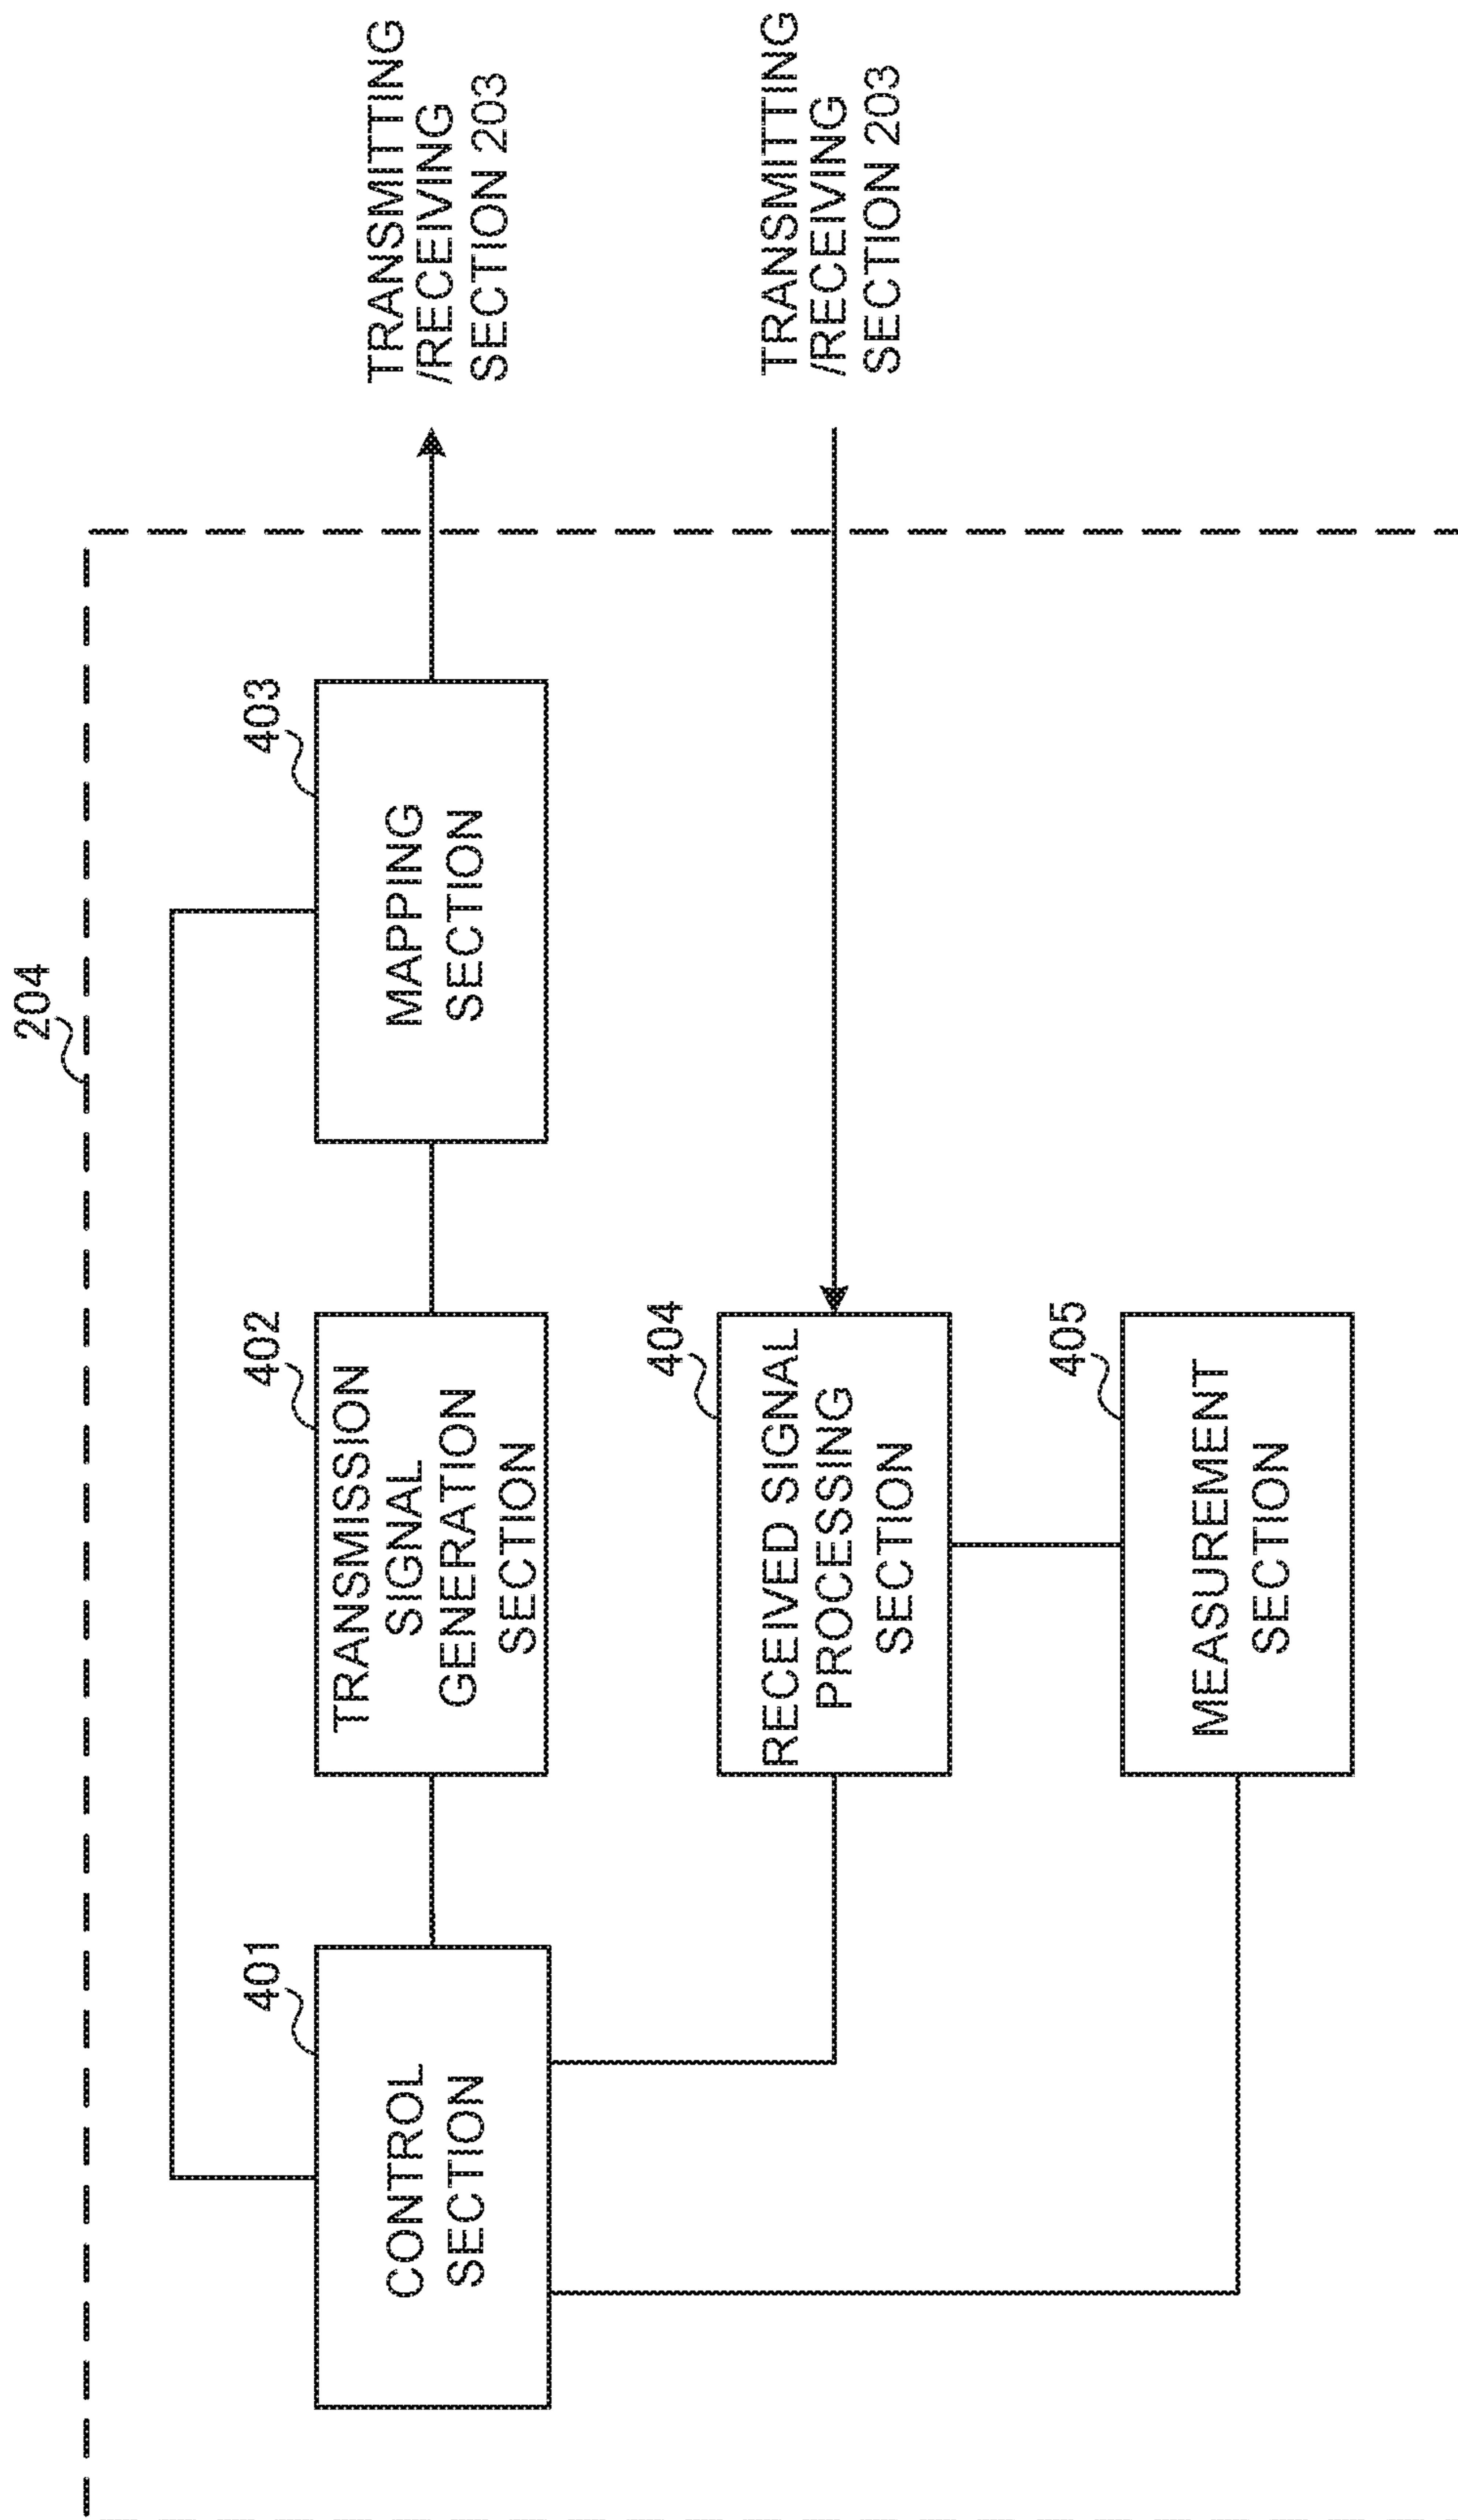 204
401
CONTROL
SECTION
402
TRANSMISSION
SIGNAL
GENERATION
SECTION
403
MAPPING
SECTION
TRANSMITTING
/RECEIVING
SECTION 203
404
RECEIVED SIGNAL
PROCESSING
SECTION
TRANSMITTING
/RECEIVING
SECTION 203
405
MEASUREMENT
SECTION